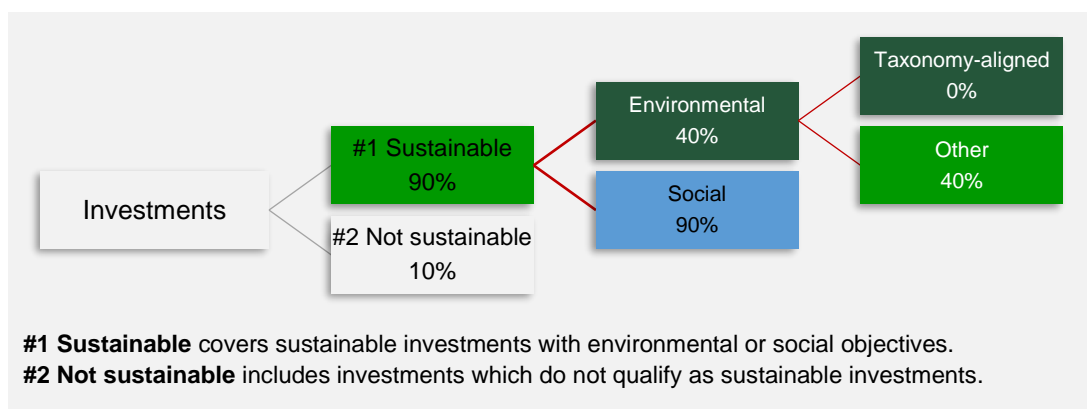 Taxonomy-aligned
0%
Environmental
40%
#1 Sustainable
90%
Other
40%
Investments
Social
90%
#2 Not sustainable
10%
#1 Sustainable covers sustainable investments with environmental or social objectives.
#2 Not sustainable includes investments which do not qualify as sustainable investments.